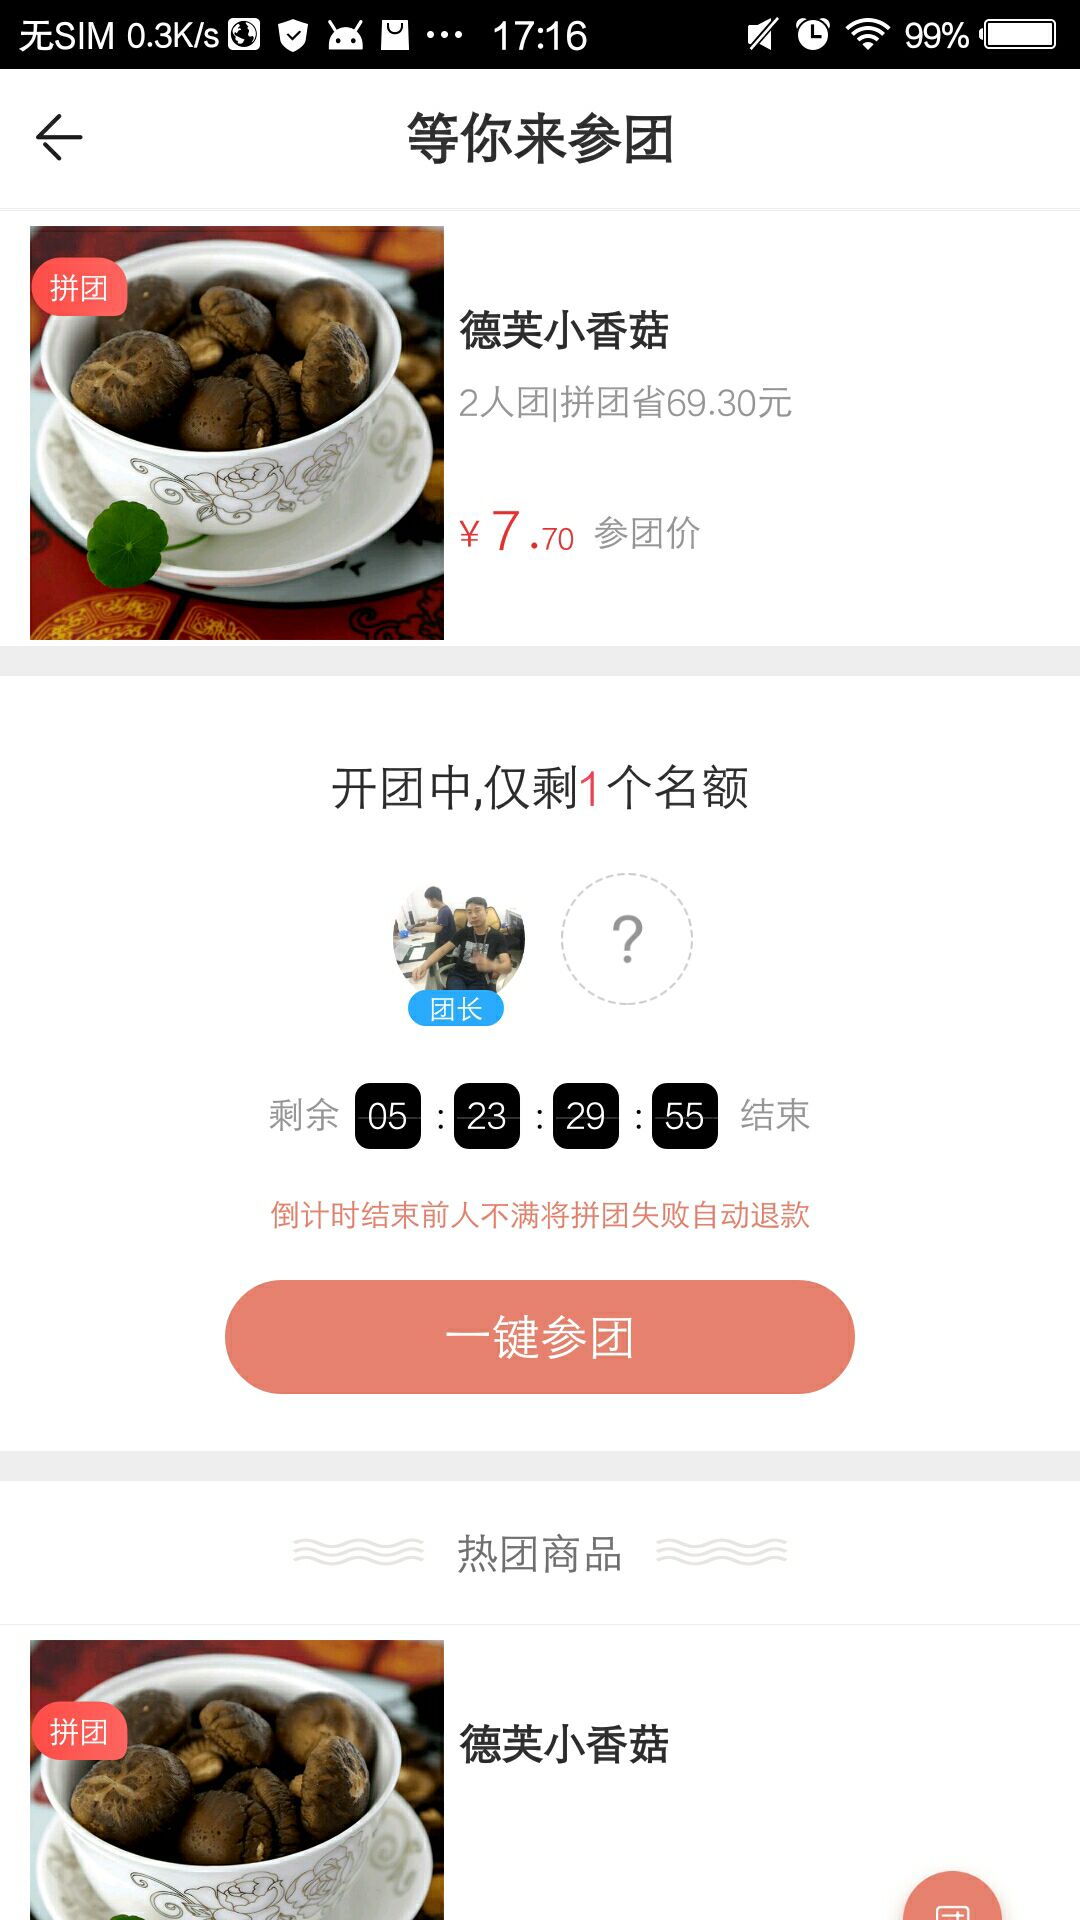 无SIM 0.3K/s 17:16 99%
等你来参团
拼团
德芙小香菇
2人团|拼团省69.30元
¥ 7.70 参团价
开团中,仅剩1个名额
?
团长
剩余 05 : 23 : 29 : 55 结束
倒计时结束前人不满将拼团失败自动退款
一键参团
热团商品
拼团
德芙小香菇